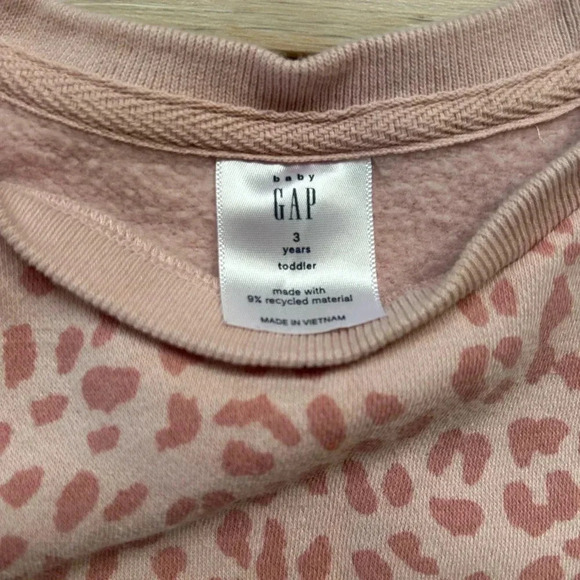 baby
GAP
3
years
toddler
made with
9% recycled material
MADE IN VIETNAM